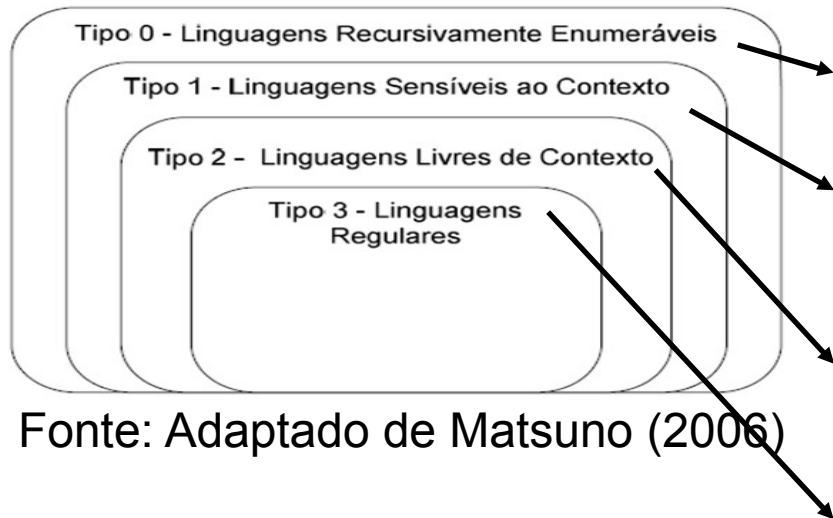 Tipo 0 - Linguagens Recursivamente Enumeráveis
Tipo 1 - Linguagens Sensíveis ao Contexto
Tipo 2 - Linguagens Livres de Contexto
Tipo 3 - Linguagens
Regulares
Fonte: Adaptado de Matsuno (2006)